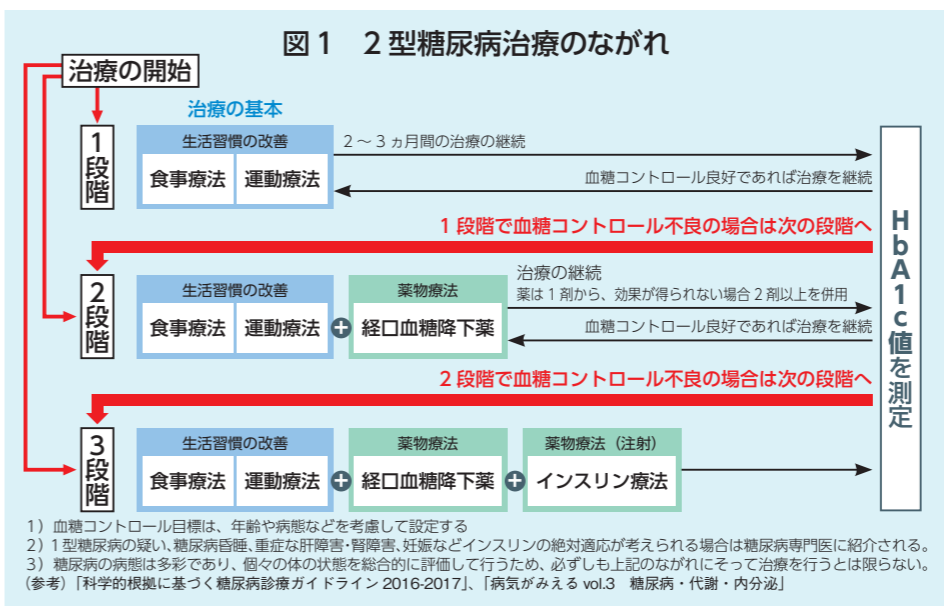 図1 2型糖尿病治療のながれ
治療の開始
治療の基本
1段階
生活習慣の改善
食事療法 運動療法
2~3ヵ月間の治療の継続
血糖コントロール良好であれば治療を継続
1段階で血糖コントロール不良の場合は次の段階へ
2段階
生活習慣の改善
食事療法 運動療法
+
薬物療法
経口血糖降下薬
治療の継続
薬は1剤から、効果が得られない場合2剤以上を併用
血糖コントロール良好であれば治療を継続
2段階で血糖コントロール不良の場合は次の段階へ
3段階
生活習慣の改善
食事療法 運動療法
+
薬物療法
経口血糖降下薬
+
薬物療法(注射)
インスリン療法
HbA1c値を測定
1)血糖コントロール目標は、年齢や病態などを考慮して設定する
2)1型糖尿病の疑い、糖尿病昏睡、重症な肝障害・腎障害、妊娠などインスリンの絶対適応が考えられる場合は糖尿病専門医に紹介される。
3)糖尿病の病態は多彩であり、個々の体の状態を総合的に評価して行うため、必ずしも上記のながれにそって治療を行うとは限らない。
(参考)「科学的根拠に基づく糖尿病診療ガイドライン2016-2017」、「病気がみえるvol.3 糖尿病・代謝・内分泌」